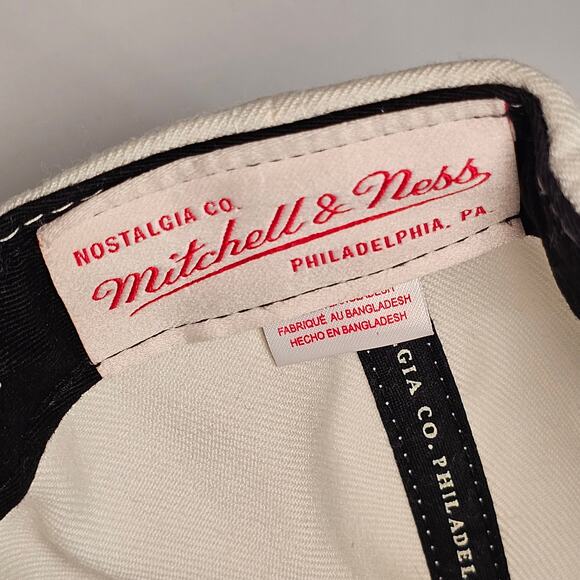 NOSTALGIA CO.
Mitchell & Ness
PHILADELPHIA, PA
FABRIQUÉ AU BANGLADESH
HECHO EN BANGLADESH
GIA CO. PHILADEL